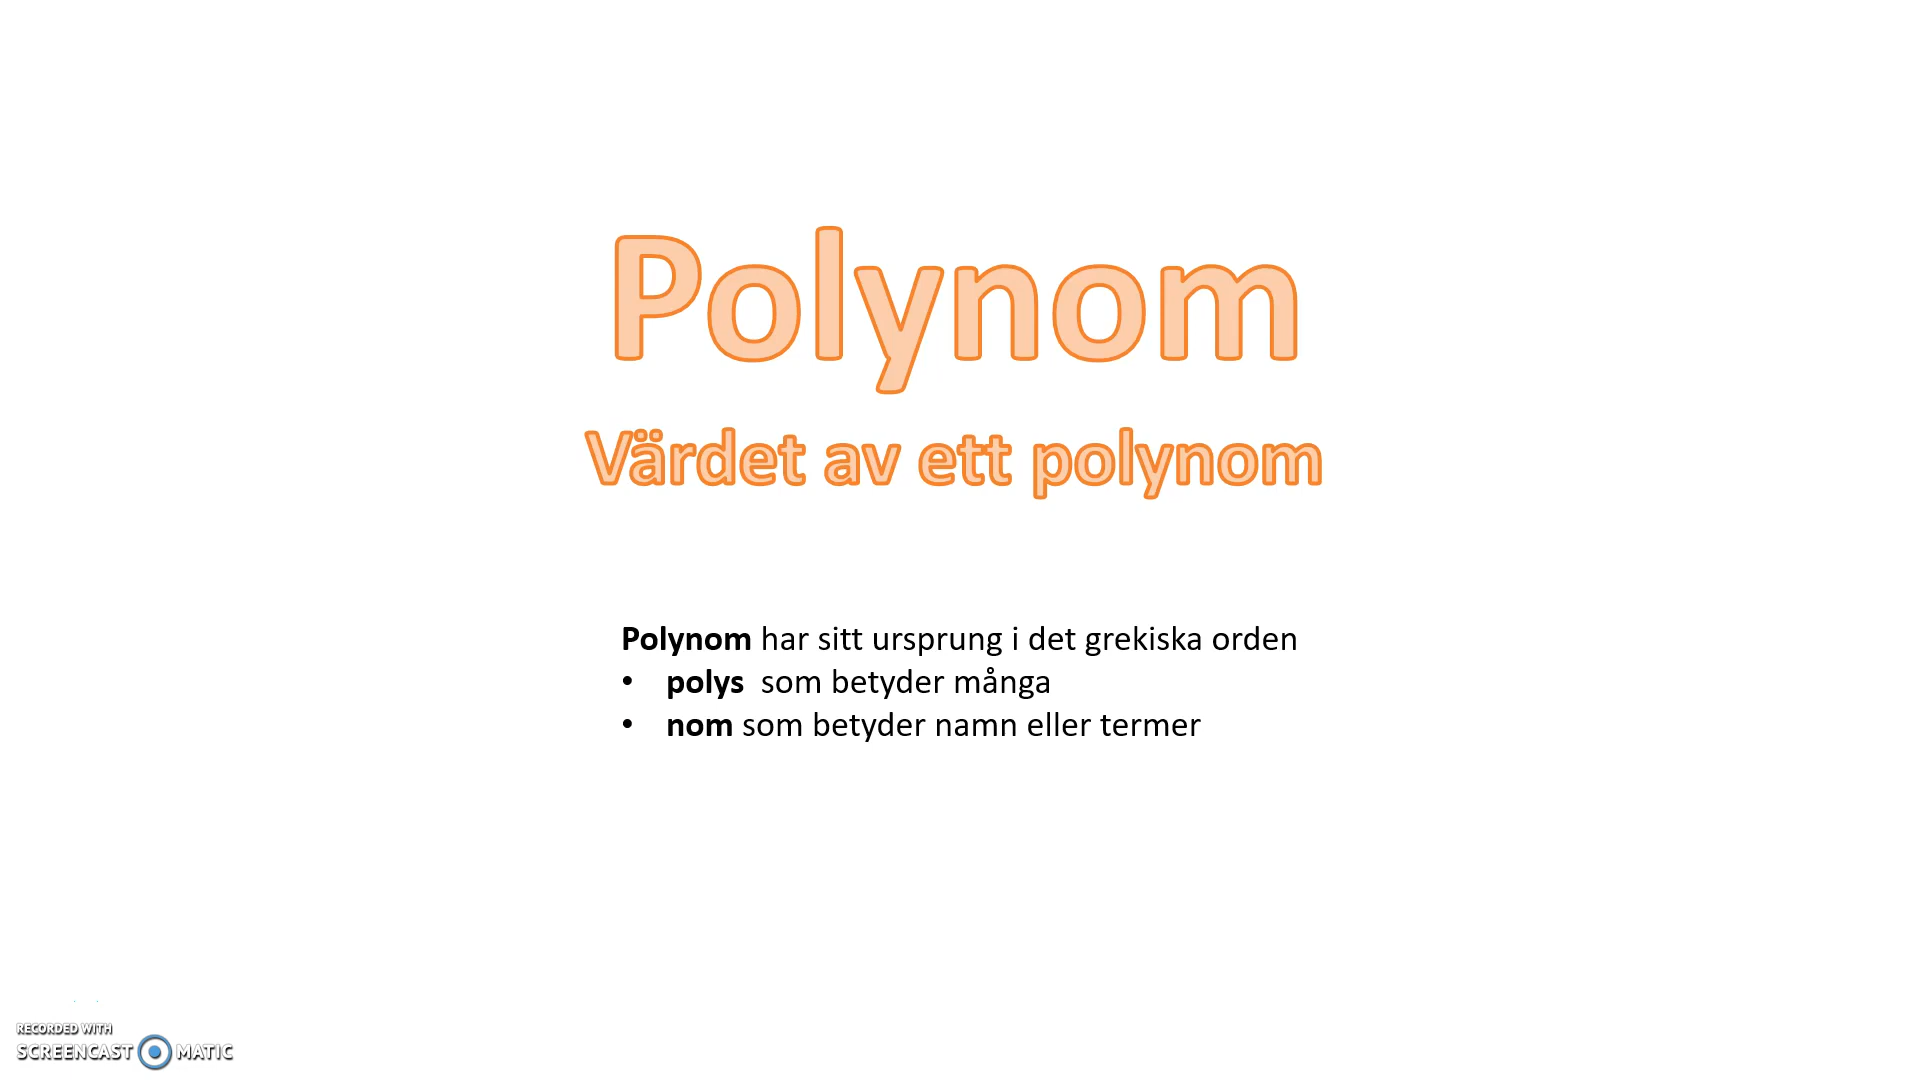 Polynom
Värdet av ett polynom
Polynom har sitt ursprung i det grekiska orden
• polys som betyder många
• nom som betyder namn eller termer
RECORDED WITH
SCREENCAST MATIC